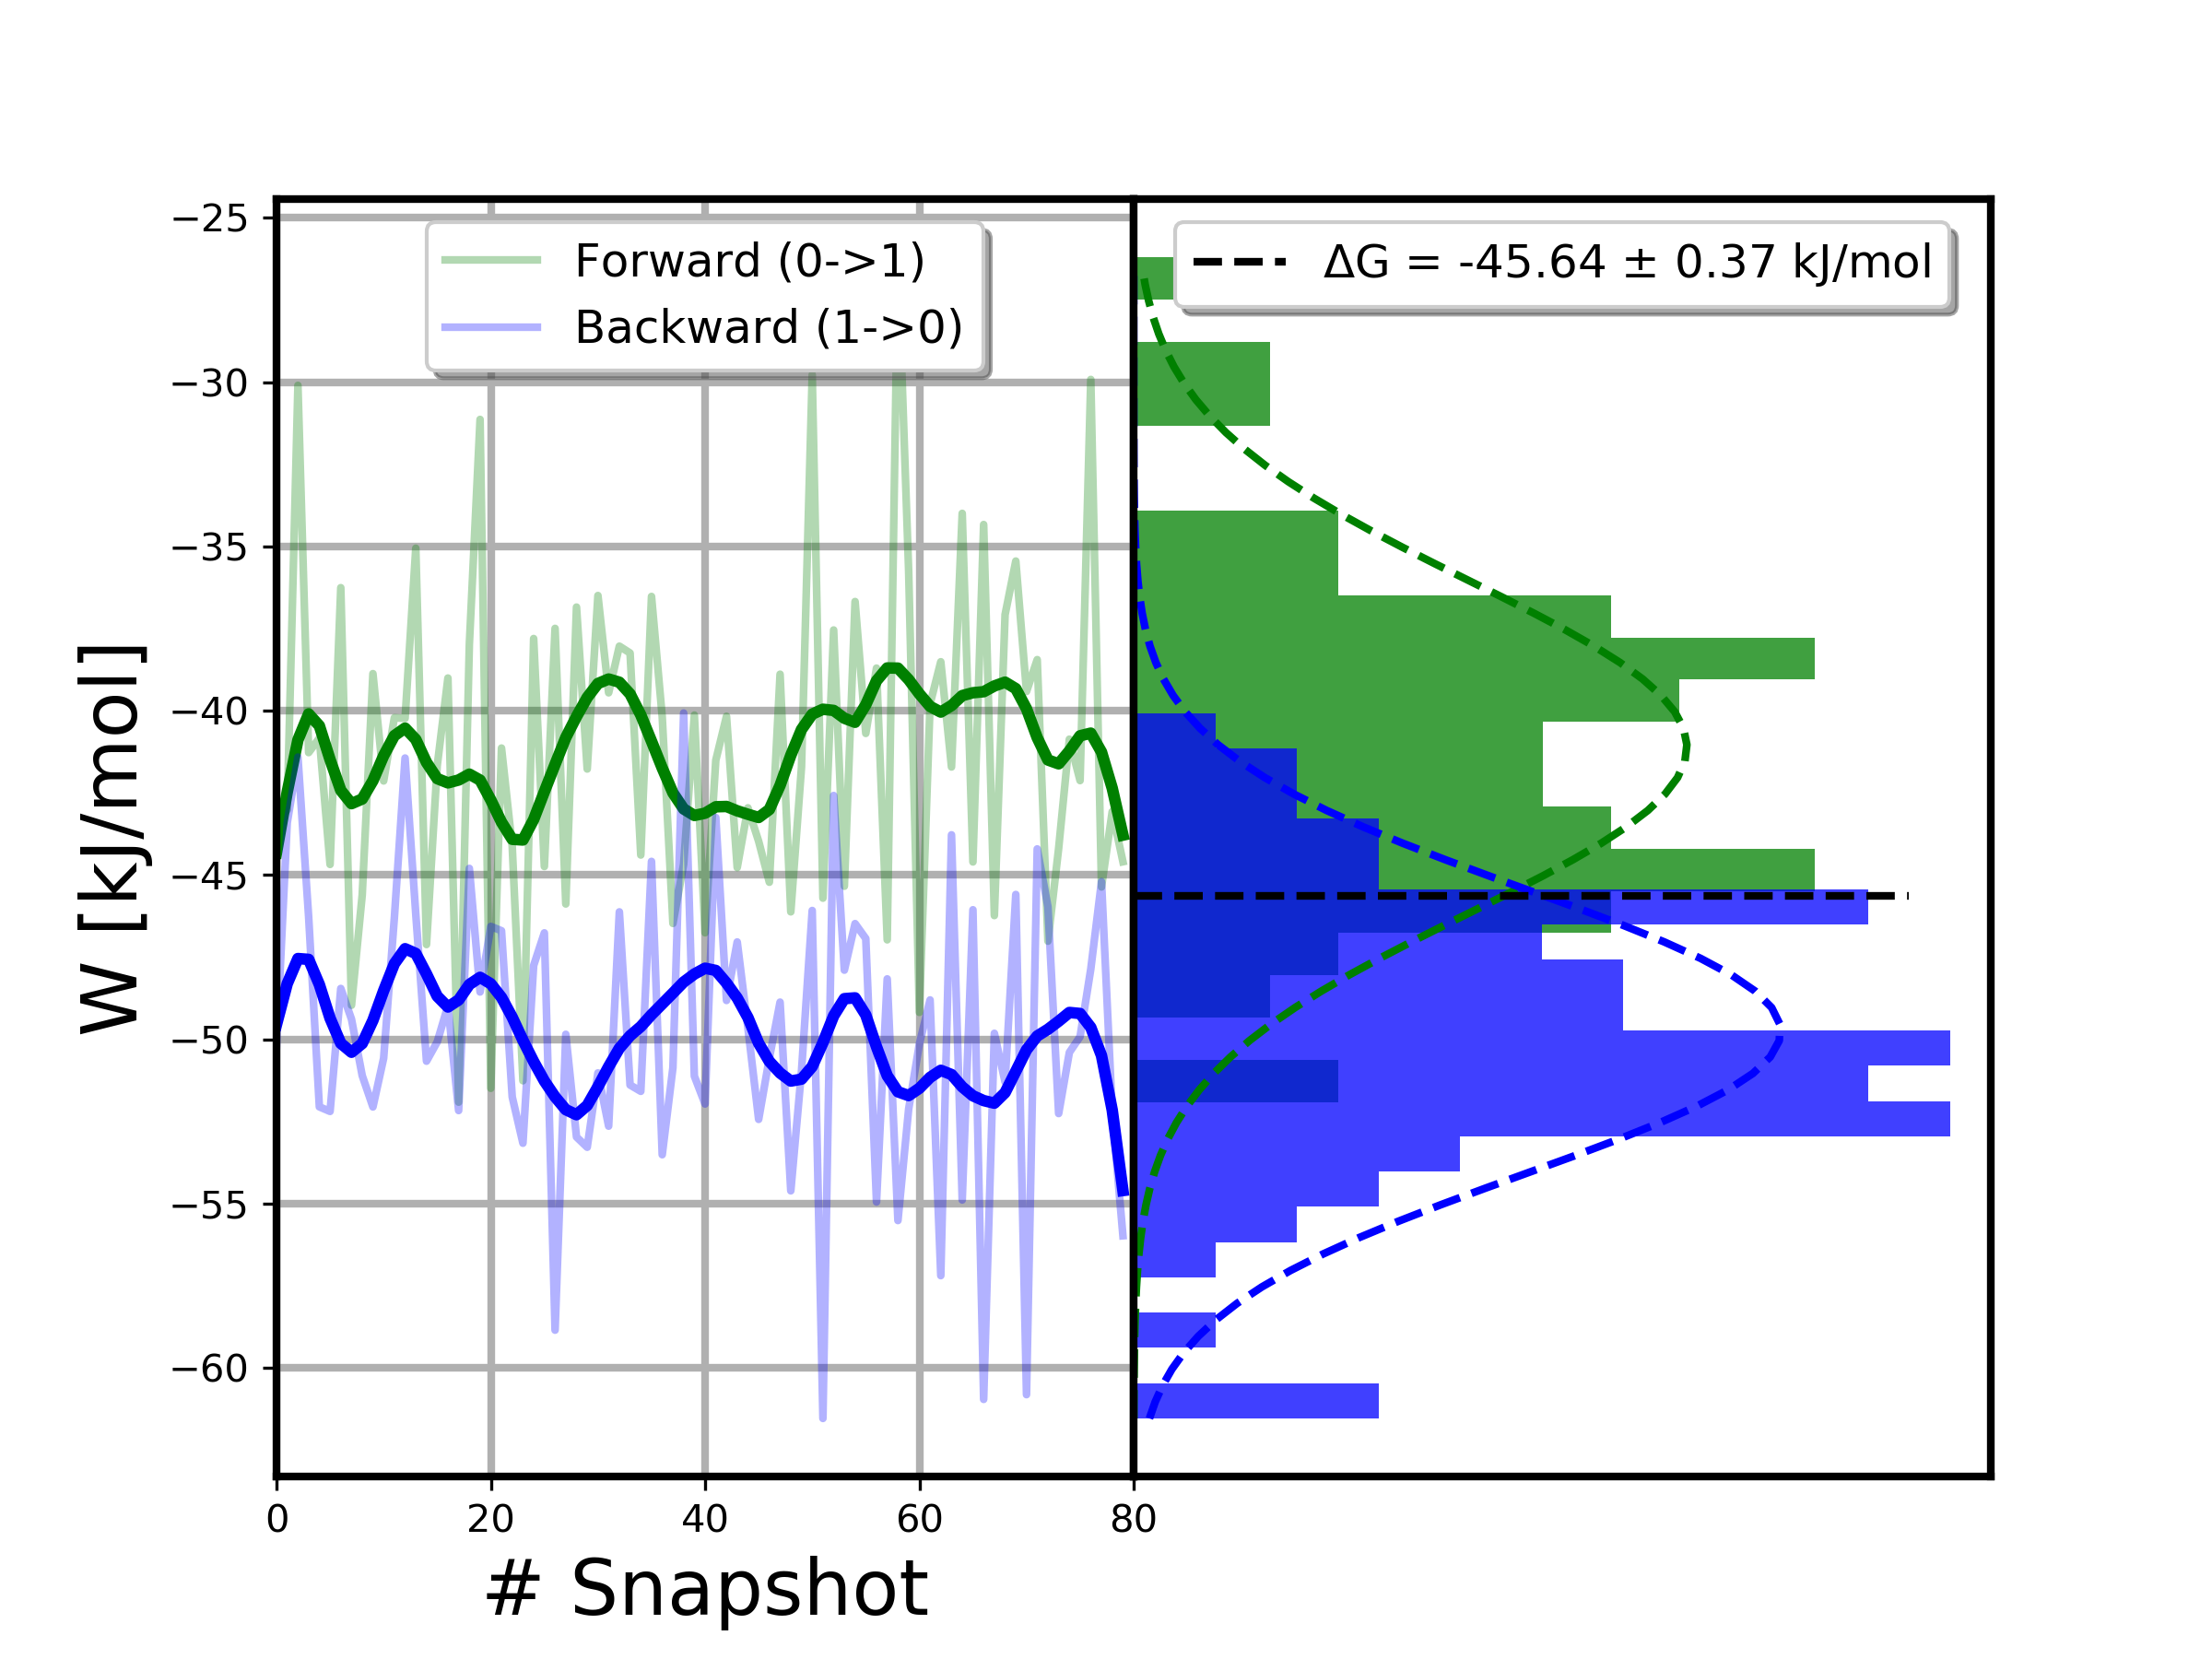 Forward (0->1)
Backward (1->0)
ΔG = -45.64 ± 0.37 kJ/mol
W [kJ/mol]
−25
−30
−35
−40
−45
−50
−55
−60
0 20 40 60 80
# Snapshot